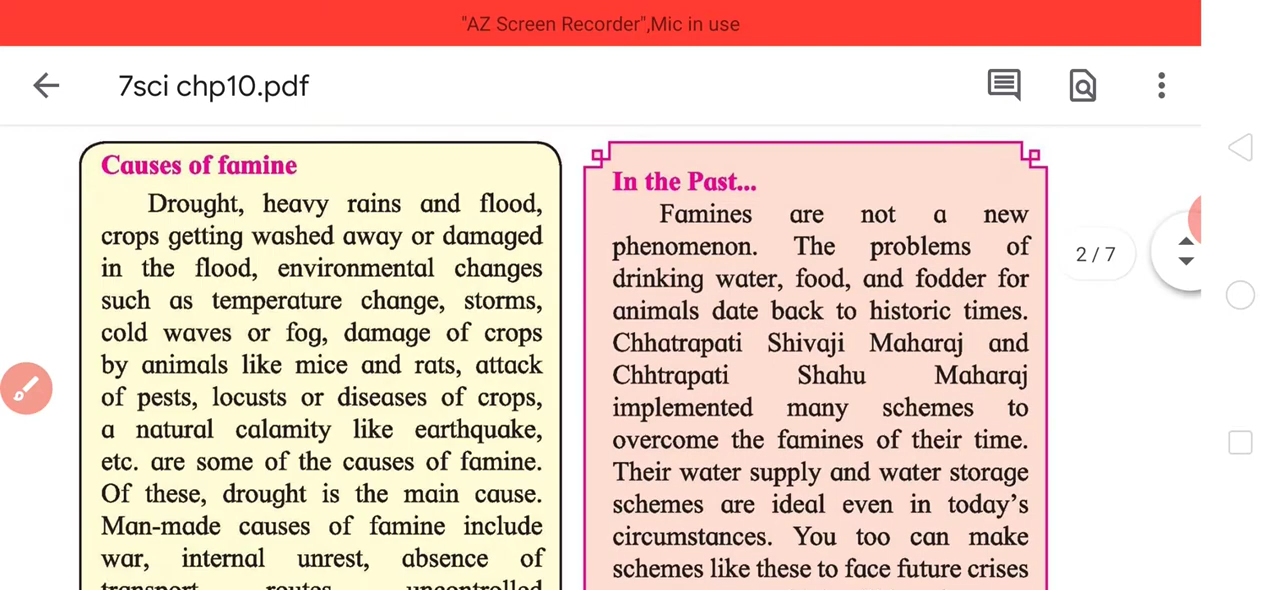 "AZ Screen Recorder",Mic in use
7sci chp10.pdf
Causes of famine
Drought, heavy rains and flood,
crops getting washed away or damaged
in the flood, environmental changes
such as temperature change, storms,
cold waves or fog, damage of crops
by animals like mice and rats, attack
of pests, locusts or diseases of crops,
a natural calamity like earthquake,
etc. are some of the causes of famine.
Of these, drought is the main cause.
Man-made causes of famine include
war, internal unrest, absence of
transport routes, uncontrolled
In the Past...
Famines are not a new
phenomenon. The problems of
drinking water, food, and fodder for
animals date back to historic times.
Chhatrapati Shivaji Maharaj and
Chhtrapati Shahu Maharaj
implemented many schemes to
overcome the famines of their time.
Their water supply and water storage
schemes are ideal even in today's
circumstances. You too can make
schemes like these to face future crises
2 / 7